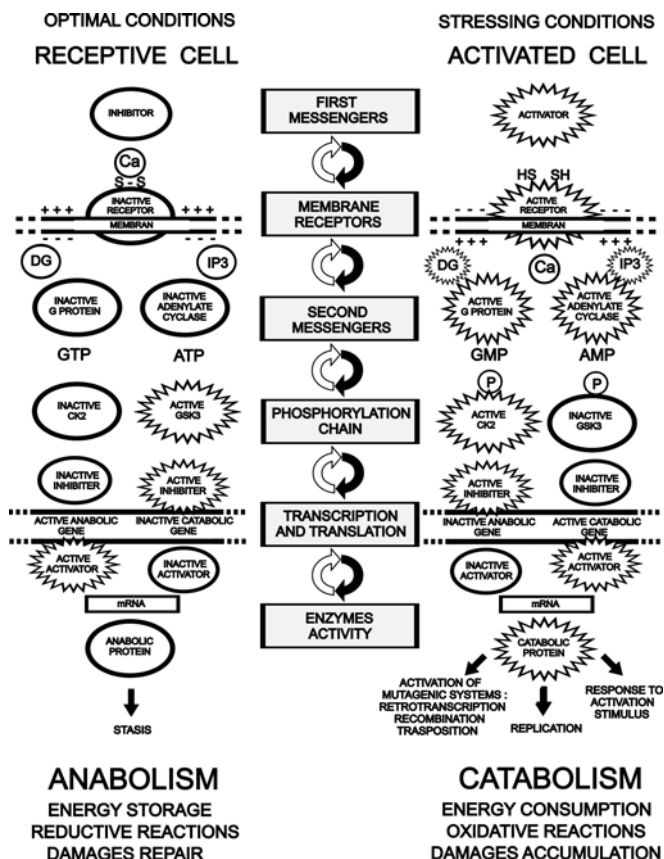 OPTIMAL CONDITIONS
RECEPTIVE CELL
INHIBITOR
Ca
S - S
+ + +
INACTIVE
RECEPTOR
+ + +
MEMBRAN
- - -
- - -
DG
IP3
INACTIVE
G PROTEIN
INACTIVE
ADENYLATE
CYCLASE
GTP
ATP
INACTIVE
CK2
ACTIVE
GSK3
INACTIVE
INHIBITER
ACTIVE
INHIBITER
ACTIVE ANABOLIC
GENE
INACTIVE CATABOLIC
GENE
ACTIVE
ACTIVATOR
INACTIVE
ACTIVATOR
mRNA
ANABOLIC
PROTEIN
STASIS
ANABOLISM
ENERGY STORAGE
REDUCTIVE REACTIONS
DAMAGES REPAIR
FIRST
MESSENGERS
MEMBRANE
RECEPTORS
SECOND
MESSENGERS
PHOSPHORYLATION
CHAIN
TRANSCRIPTION
AND TRANSLATION
ENZYMES
ACTIVITY
STRESSING CONDITIONS
ACTIVATED CELL
ACTIVATOR
HS SH
- - -
ACTIVE
RECEPTOR
- - -
MEMBRAN
+ + +
+ + +
DG
Ca
IP3
ACTIVE
G PROTEIN
ACTIVE
ADENYLATE
CYCLASE
GMP
AMP
P
P
ACTIVE
CK2
INACTIVE
GSK3
ACTIVE
INHIBITER
INACTIVE
INHIBITER
INACTIVE ANABOLIC
GENE
ACTIVE CATABOLIC
GENE
INACTIVE
ACTIVATOR
ACTIVE
ACTIVATOR
mRNA
CATABOLIC
PROTEIN
ACTIVATION OF
MUTAGENIC SYSTEMS :
RETROTRANSCRIPTION
RECOMBINATION
TRASPOSITION
REPLICATION
RESPONSE TO
ACTIVATION
STIMULUS
CATABOLISM
ENERGY CONSUMPTION
OXIDATIVE REACTIONS
DAMAGES ACCUMULATION